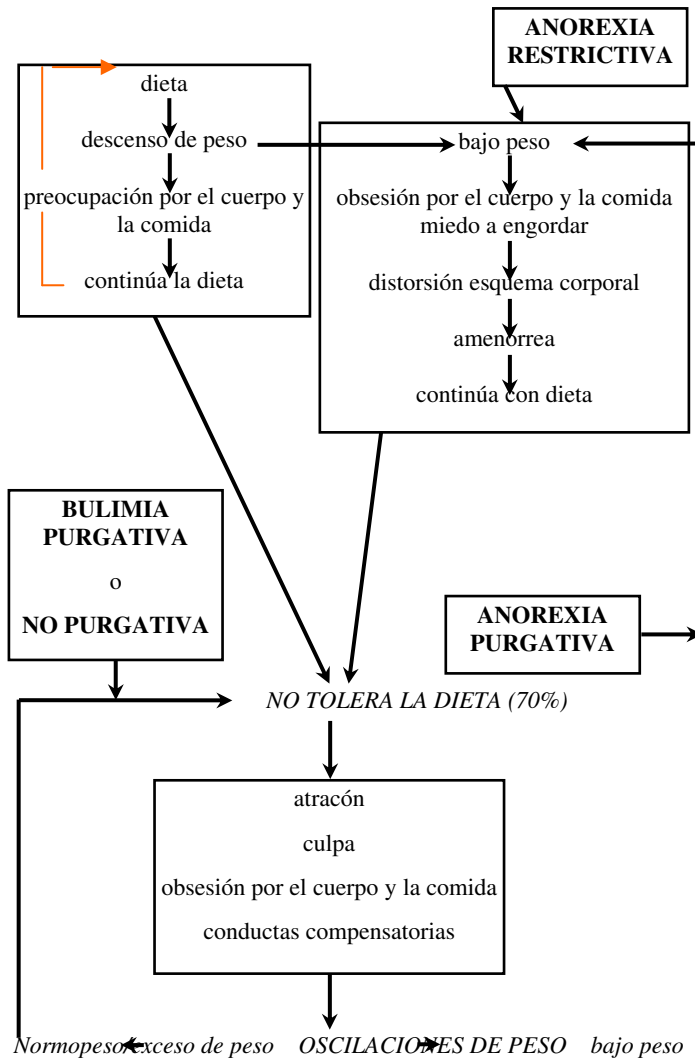 ANOREXIA
RESTRICTIVA
dieta
descenso de peso
preocupación por el cuerpo y
la comida
continúa la dieta
bajo peso
obsesión por el cuerpo y la comida
miedo a engordar
distorsión esquema corporal
amenorrea
continúa con dieta
BULIMIA
PURGATIVA
o
NO PURGATIVA
ANOREXIA
PURGATIVA
NO TOLERA LA DIETA (70%)
atracón
culpa
obsesión por el cuerpo y la comida
conductas compensatorias
Normopeso/exceso de peso OSCILACIONES DE PESO bajo peso